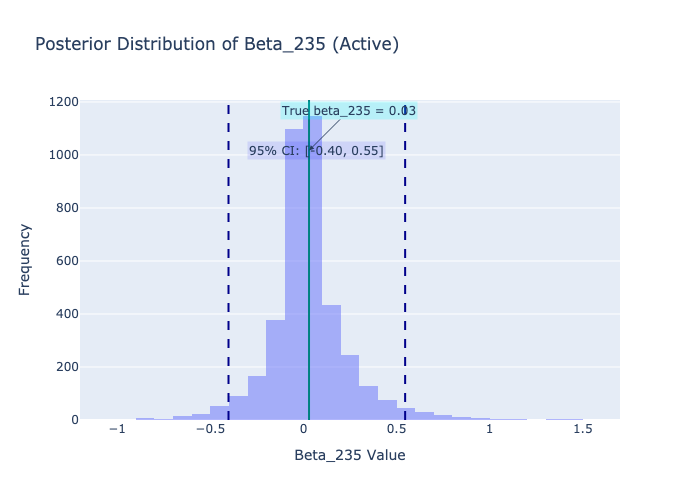 Posterior Distribution of Beta_235 (Active)
1200
True beta_235 = 0.03
95% CI: [-0.40, 0.55]
1000
800
600
400
200
0
Frequency
−1
−0.5
0
0.5
1
1.5
Beta_235 Value